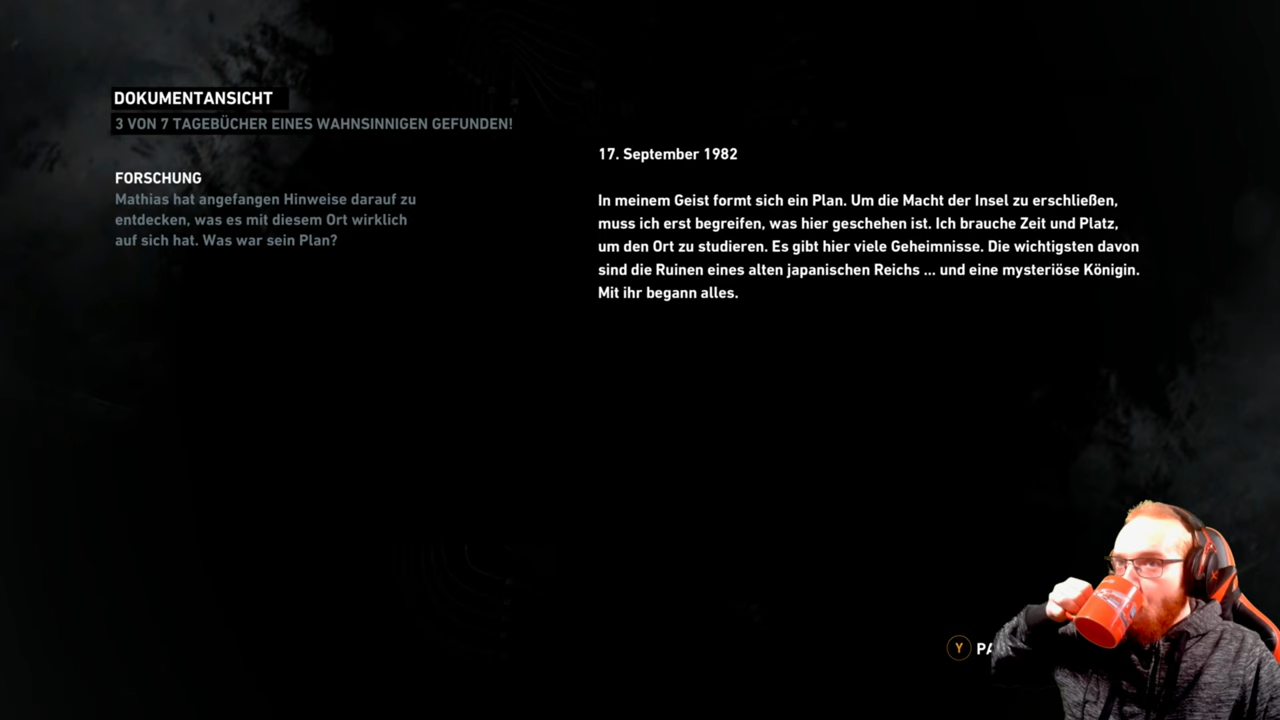 DOKUMENTANSICHT
3 VON 7 TAGEBÜCHER EINES WAHNSINNIGEN GEFUNDEN!
FORSCHUNG
Mathias hat angefangen Hinweise darauf zu
entdecken, was es mit diesem Ort wirklich
auf sich hat. Was war sein Plan?
17. September 1982
In meinem Geist formt sich ein Plan. Um die Macht der Insel zu erschließen,
muss ich erst begreifen, was hier geschehen ist. Ich brauche Zeit und Platz,
um den Ort zu studieren. Es gibt hier viele Geheimnisse. Die wichtigsten davon
sind die Ruinen eines alten japanischen Reichs ... und eine mysteriöse Königin.
Mit ihr begann alles.
Y